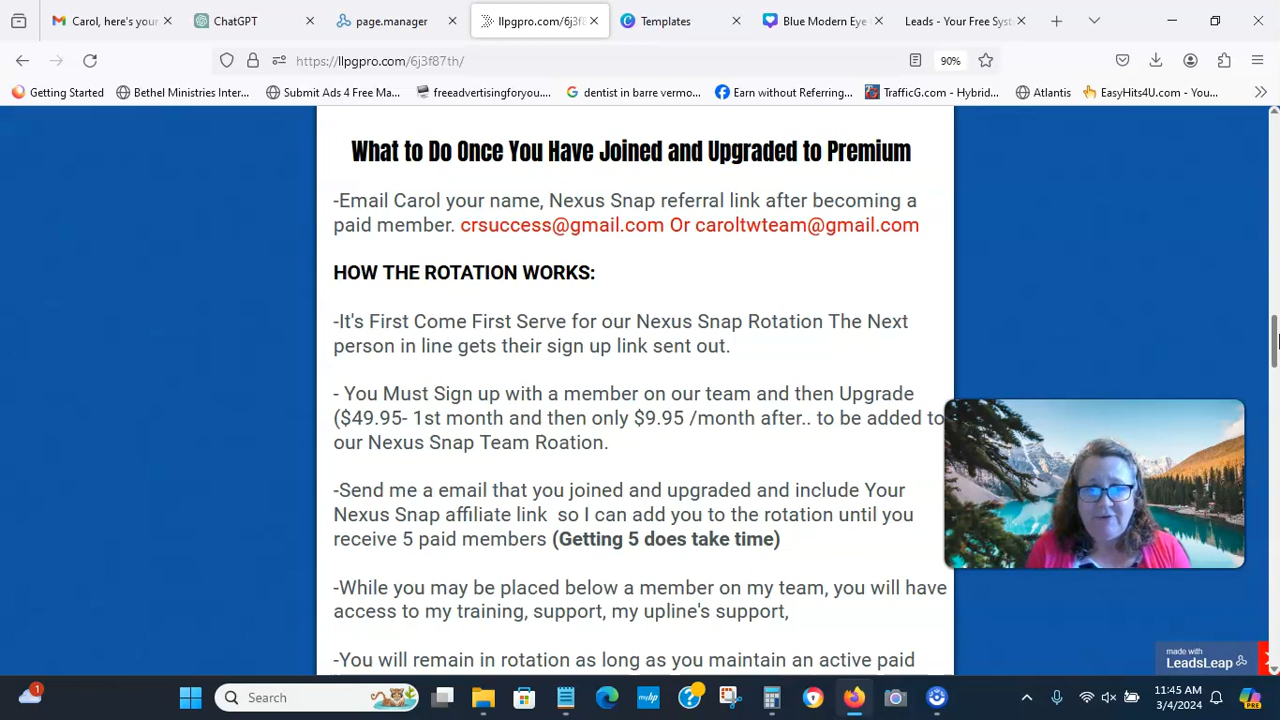 Carol, here's your
ChatGPT
page.manager
llpgpro.com/6j3f8
Templates
Blue Modern Eye
Leads - Your Free Syst
https://llpgpro.com/6j3f87th/
90%
Getting Started
Bethel Ministries Inter...
Submit Ads 4 Free Ma...
freeadvertisingforyou....
dentist in barre vermo...
Earn without Referring...
TrafficG.com - Hybrid...
Atlantis
EasyHits4U.com - You...
What to Do Once You Have Joined and Upgraded to Premium
-Email Carol your name, Nexus Snap referral link after becoming a
paid member. crsuccess@gmail.com Or caroltwteam@gmail.com
HOW THE ROTATION WORKS:
-It's First Come First Serve for our Nexus Snap Rotation The Next
person in line gets their sign up link sent out.
- You Must Sign up with a member on our team and then Upgrade
($49.95- 1st month and then only $9.95 /month after.. to be added to
our Nexus Snap Team Roation.
-Send me a email that you joined and upgraded and include Your
Nexus Snap affiliate link so I can add you to the rotation until you
receive 5 paid members (Getting 5 does take time)
-While you may be placed below a member on my team, you will have
access to my training, support, my upline's support,
-You will remain in rotation as long as you maintain an active paid
made with
LeadsLeap
1
Search
mhp
11:45 AM
3/4/2024
PRE